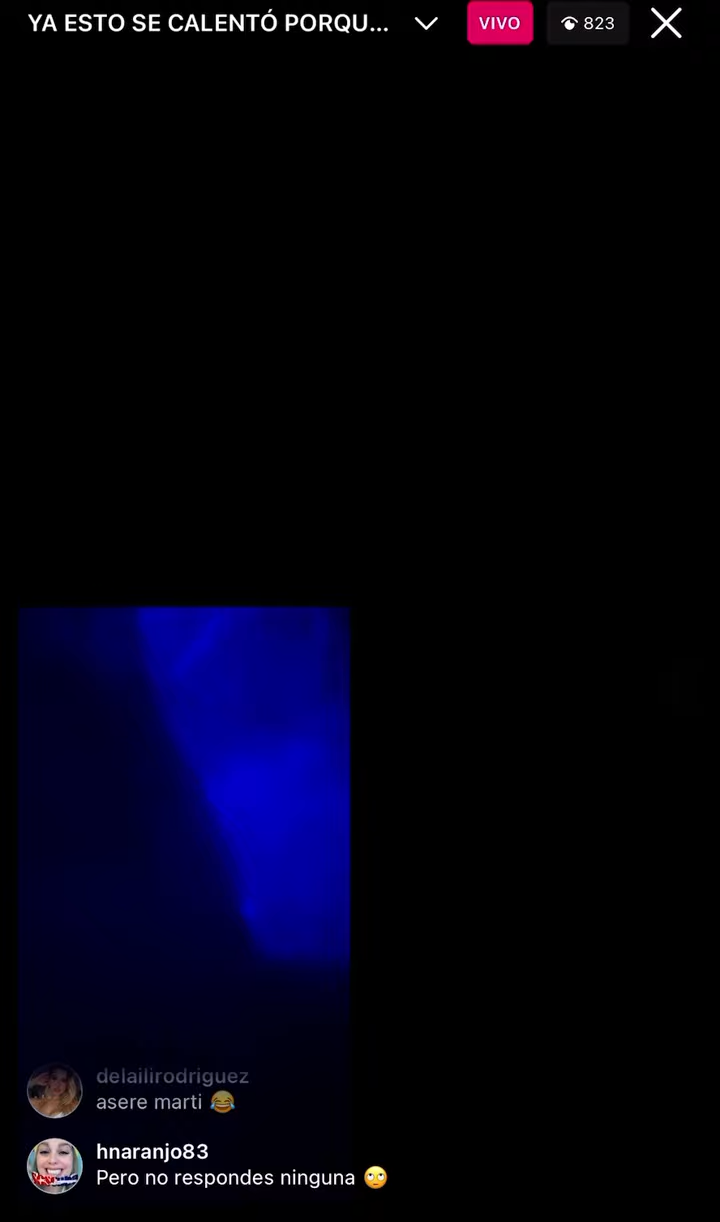 YA ESTO SE CALENTÓ PORQU...
VIVO
823
delailirodriguez
asere marti 😂
hnaranjo83
Pero no respondes ninguna 🙄